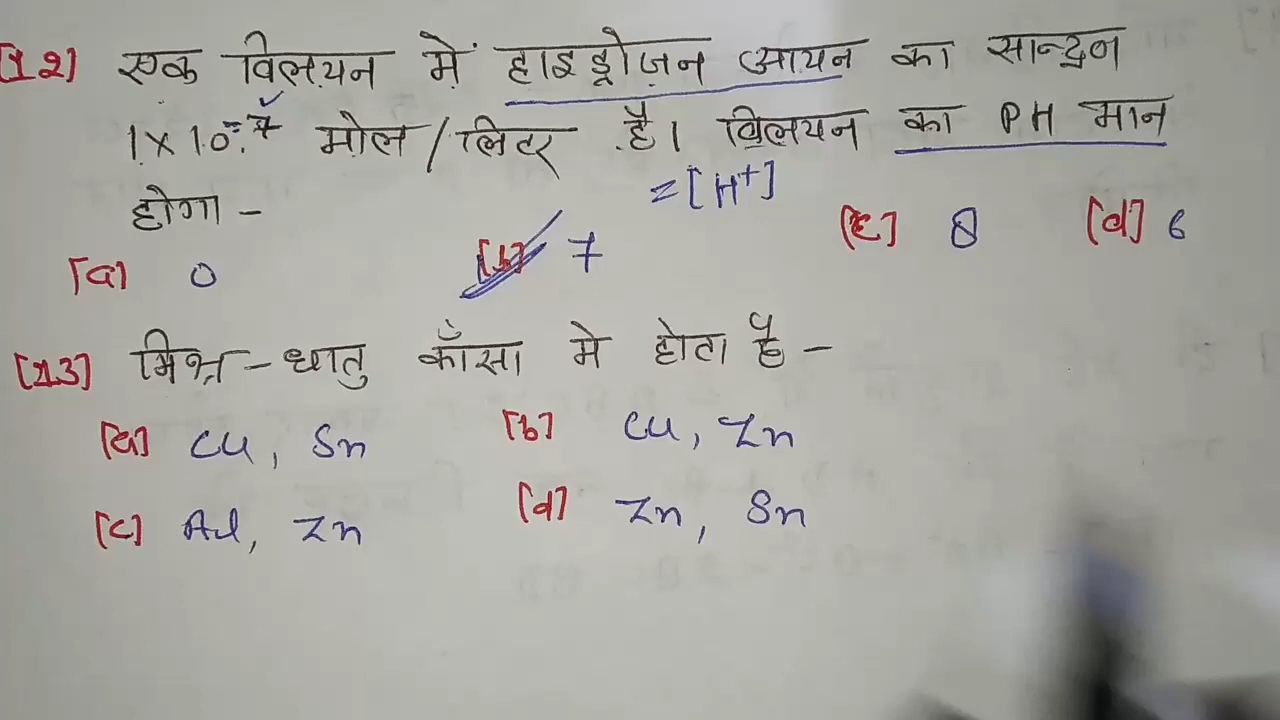 [12] एक विलयन में हाइड्रोज़न आयन का सान्द्रण
1×10⁻⁷ मोल/लिटर है। विलयन का PH मान
होगा -
=[H⁺]
[a] 0 [b] 7 [c] 8 [d] 6
[13] मिश्र-धातु काँसा मे होता है -
[a] Cu, Sn [b] Cu, Zn
[c] Al, Zn [d] Zn, Sn